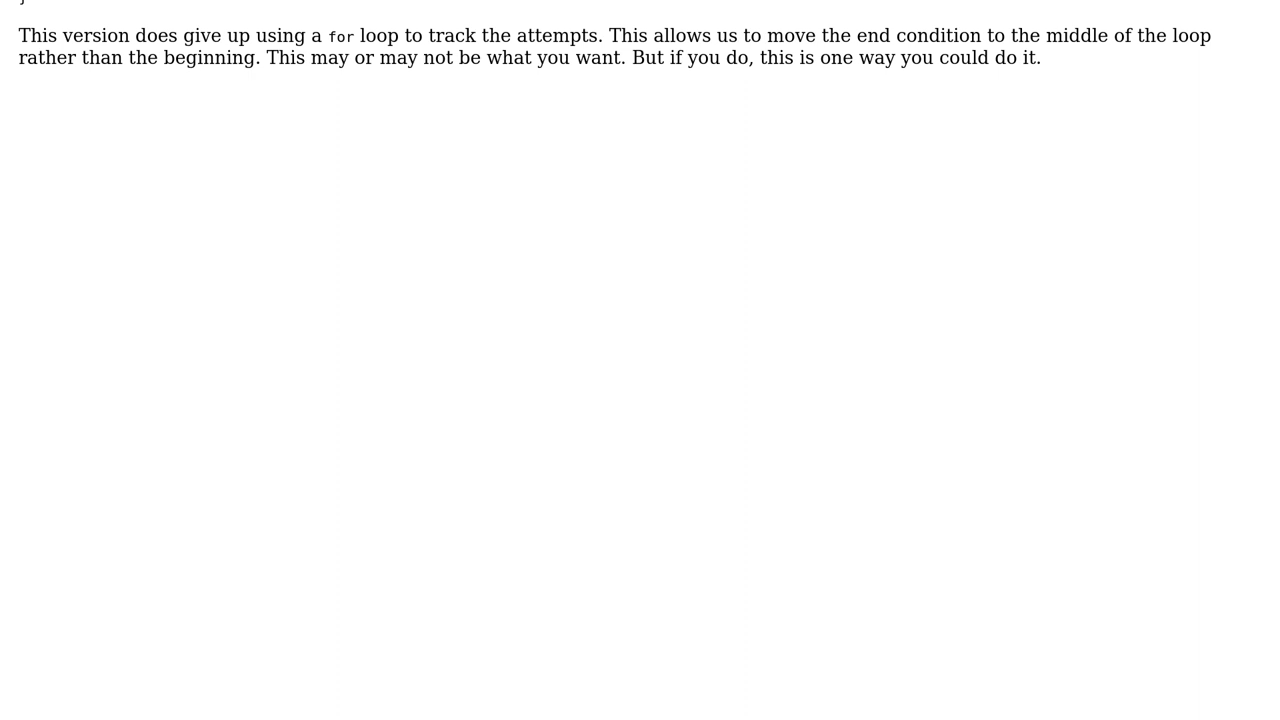 This version does give up using a for loop to track the attempts. This allows us to move the end condition to the middle of the loop
rather than the beginning. This may or may not be what you want. But if you do, this is one way you could do it.